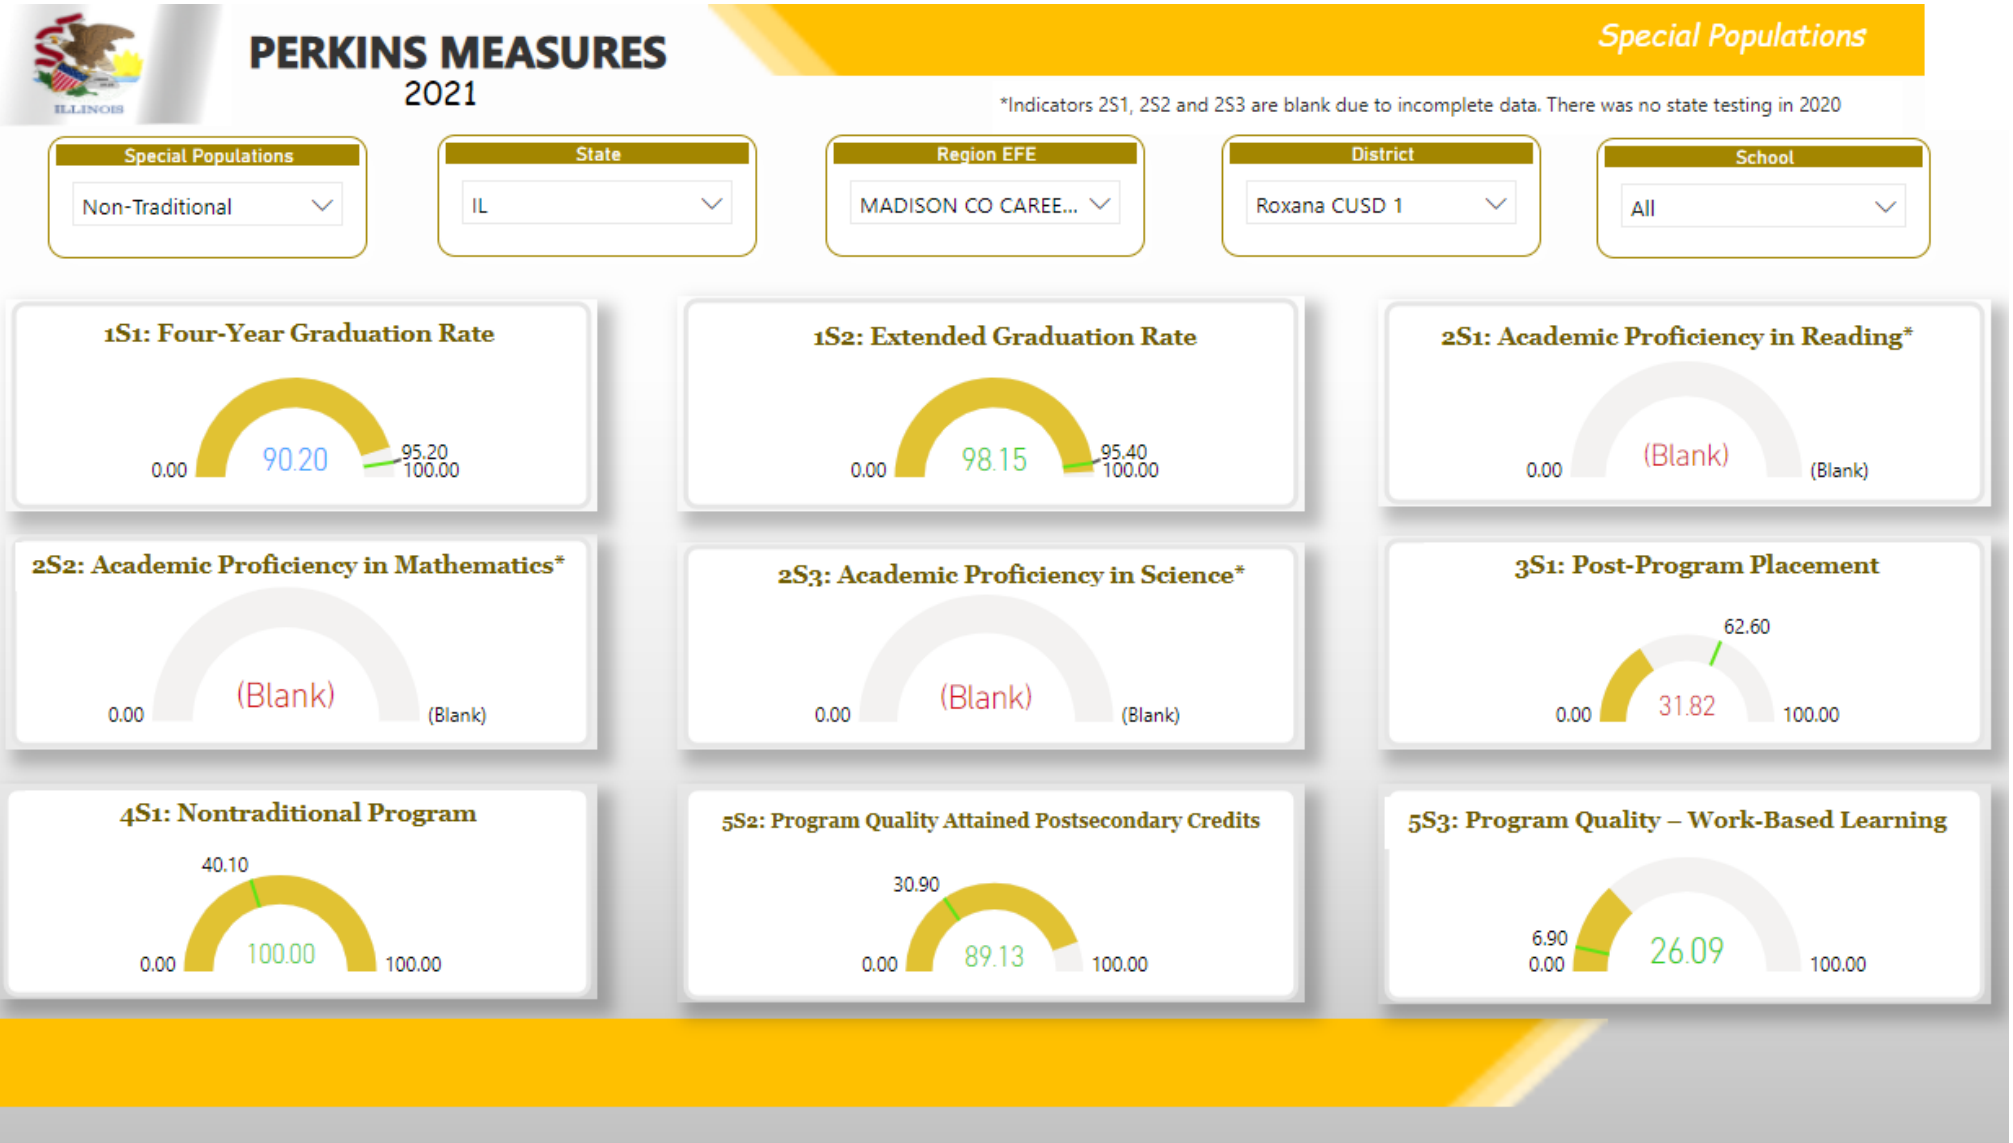 ILLINOIS
PERKINS MEASURES
2021
Special Populations
*Indicators 2S1, 2S2 and 2S3 are blank due to incomplete data. There was no state testing in 2020
Special Populations
Non-Traditional
State
IL
Region EFE
MADISON CO CAREE...
District
Roxana CUSD 1
School
All
1S1: Four-Year Graduation Rate
90.20
95.20
0.00
100.00
1S2: Extended Graduation Rate
98.15
95.40
0.00
100.00
2S1: Academic Proficiency in Reading*
(Blank)
0.00
(Blank)
2S2: Academic Proficiency in Mathematics*
(Blank)
0.00
(Blank)
2S3: Academic Proficiency in Science*
(Blank)
0.00
(Blank)
3S1: Post-Program Placement
62.60
31.82
0.00
100.00
4S1: Nontraditional Program
40.10
100.00
0.00
100.00
5S2: Program Quality Attained Postsecondary Credits
30.90
89.13
0.00
100.00
5S3: Program Quality – Work-Based Learning
6.90
26.09
0.00
100.00